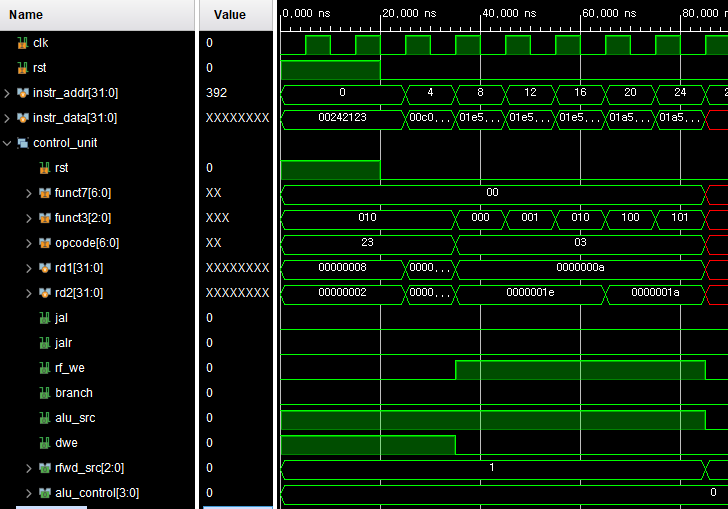 Name Value 0,000 ns 20,000 ns 40,000 ns 60,000 ns 80,000
clk 0
rst 0
instr_addr[31:0] 392 0 4 8 12 16 20 24
instr_data[31:0] XXXXXXXX 00242123 00c0... 01e5... 01e5... 01e5... 01a5... 01a5...
control_unit
rst 0
funct7[6:0] XX 00
funct3[2:0] XXX 010 000 001 010 100 101
opcode[6:0] XX 23 03
rd1[31:0] XXXXXXXX 00000008 0000... 0000000a
rd2[31:0] XXXXXXXX 00000002 0000... 0000001e 0000001a
jal 0
jalr 0
rf_we 0
branch 0
alu_src 0
dwe 0
rfwd_src[2:0] 0 1
alu_control[3:0] 0 0